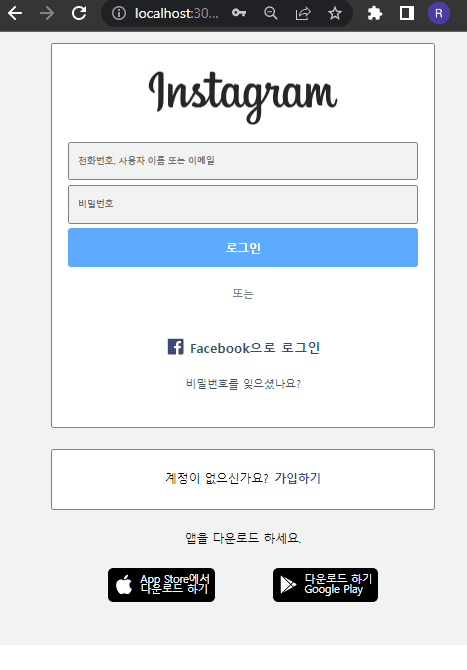 localhost:30...
R
Instagram
전화번호, 사용자 이름 또는 이메일
비밀번호
로그인
또는
Facebook으로 로그인
비밀번호를 잊으셨나요?
계정이 없으신가요? 가입하기
앱을 다운로드 하세요.
App Store에서
다운로드 하기
다운로드 하기
Google Play